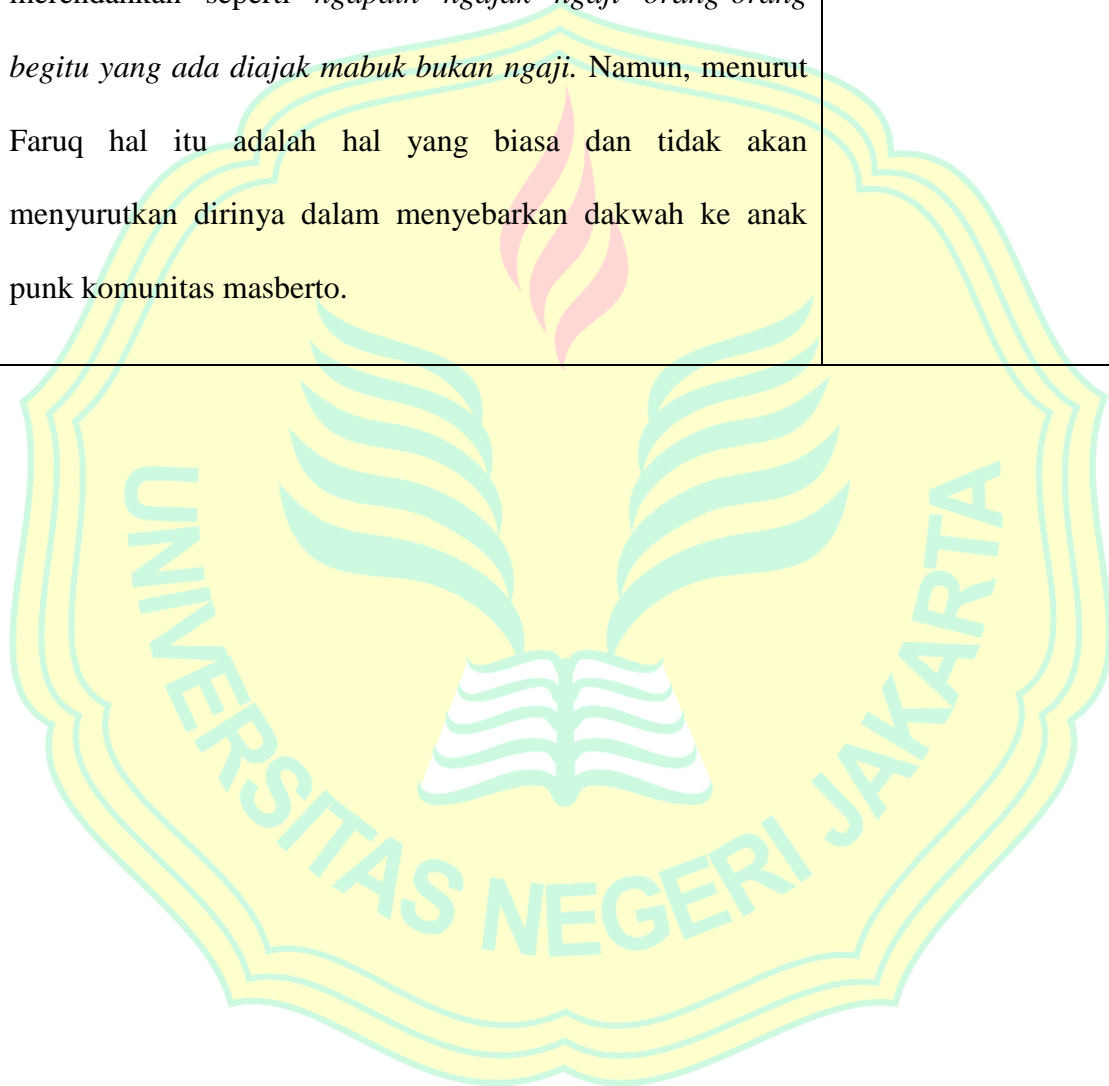 merendahkan seperti ngapain ngajak ngaji orang-orang
begitu yang ada diajak mabuk bukan ngaji. Namun, menurut
Faruq hal itu adalah hal yang biasa dan tidak akan
menyurutkan dirinya dalam menyebarkan dakwah ke anak
punk komunitas masberto.
UNIVERSITAS NEGERI JAKARTA